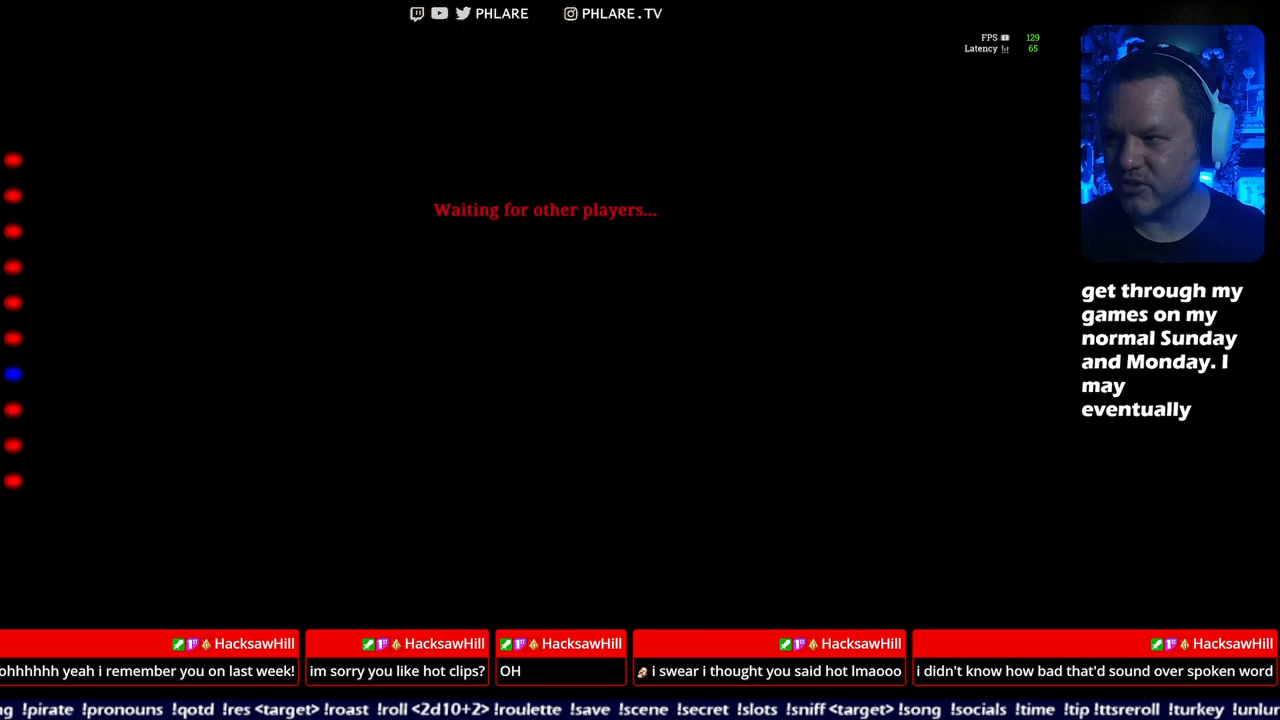 PHLARE PHLARE.TV
FPS 129
Latency 65
Waiting for other players...
get through my
games on my
normal Sunday
and Monday. I
may
eventually
HacksawHill
ohhhhhh yeah i remember you on last week!
HacksawHill
im sorry you like hot clips?
HacksawHill
OH
HacksawHill
i swear i thought you said hot lmaooo
HacksawHill
i didn't know how bad that'd sound over spoken word
!pirate !pronouns !qotd !res <target> !roast !roll <2d10+2> !roulette !save !scene !secret !slots !sniff <target> !song !socials !time !tip !ttsreroll !turkey